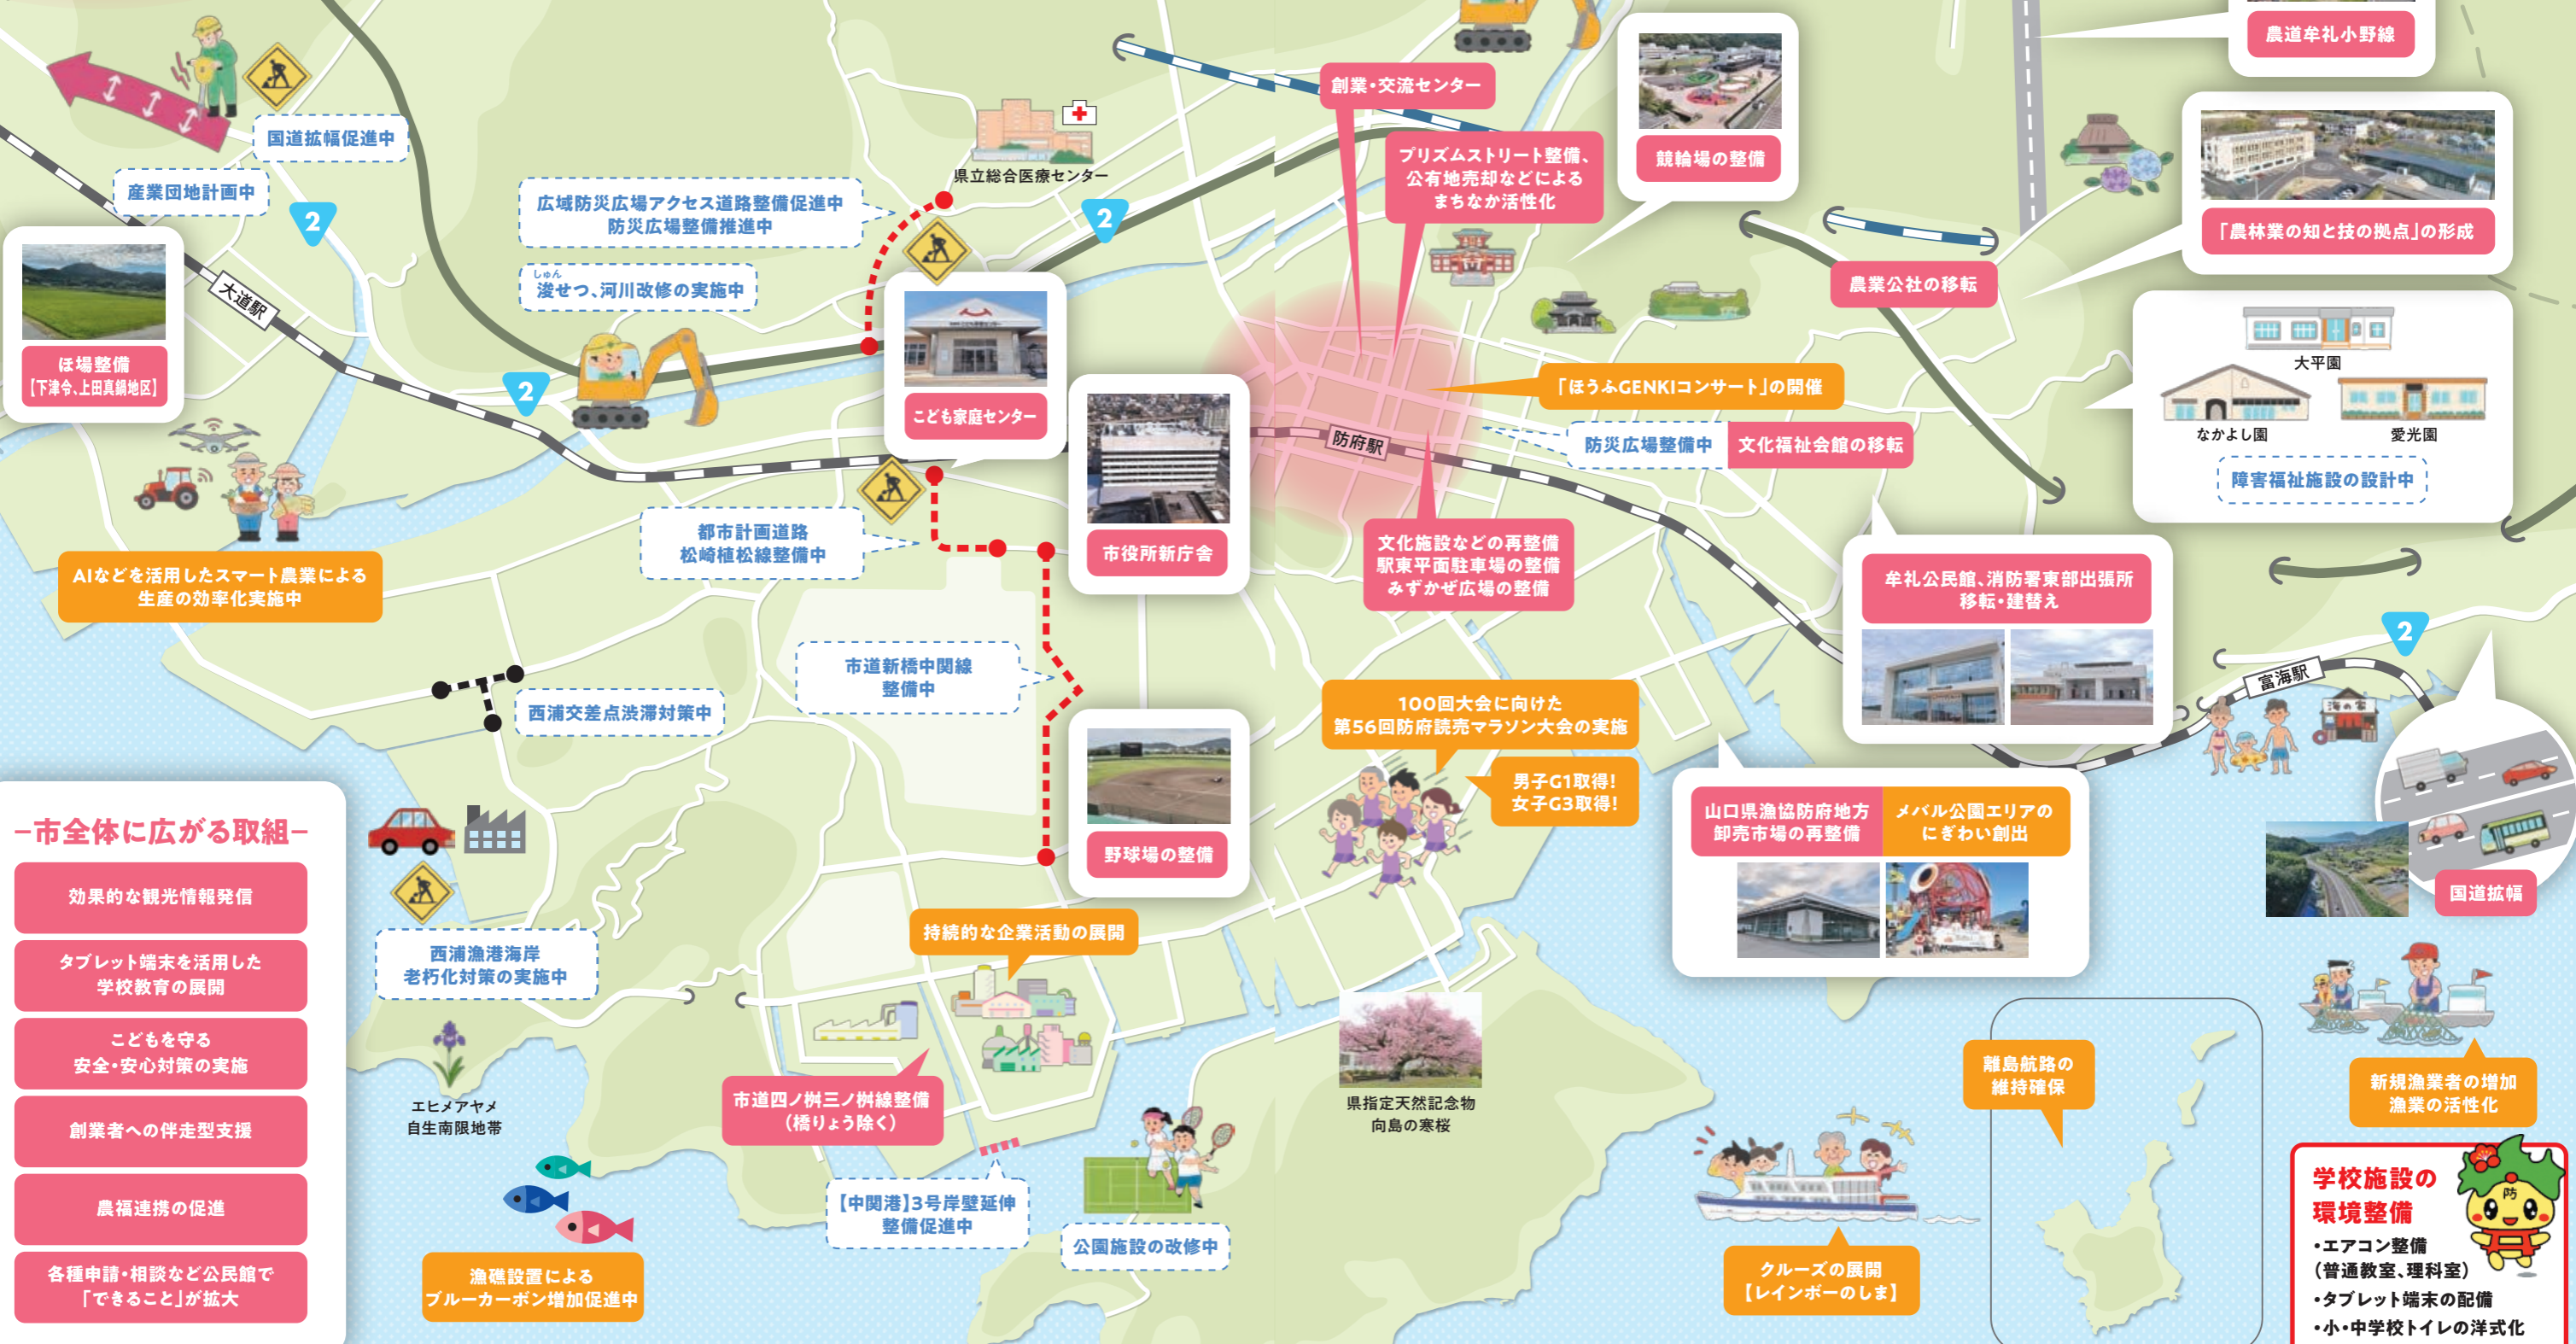 農道牟礼小野線
創業・交流センター
競輪場の整備
国道拡幅促進中
プリズムストリート整備、
公有地売却などによる
まちなか活性化
県立総合医療センター
産業団地計画中
2
2
広域防災広場アクセス道路整備促進中
防災広場整備推進中
しゅん
浚せつ、河川改修の実施中
「農林業の知と技の拠点」の形成
農業公社の移転
大道駅
ほ場整備
【下津令、上田真鍋地区】
2
こども家庭センター
「ほうふGENKIコンサート」の開催
防府駅
防災広場整備中
文化福祉会館の移転
大平園
なかよし園
愛光園
障害福祉施設の設計中
都市計画道路
松崎植松線整備中
市役所新庁舎
文化施設などの再整備
駅東平面駐車場の整備
みずかぜ広場の整備
牟礼公民館、消防署東部出張所
移転・建替え
AIなどを活用したスマート農業による
生産の効率化実施中
2
富海駅
海の家
市道新橋中関線
整備中
西浦交差点渋滞対策中
100回大会に向けた
第56回防府読売マラソン大会の実施
男子G1取得!
女子G3取得!
野球場の整備
山口県漁協防府地方
卸売市場の再整備
メバル公園エリアの
にぎわい創出
国道拡幅
−市全体に広がる取組−
効果的な観光情報発信
タブレット端末を活用した
学校教育の展開
こどもを守る
安全・安心対策の実施
創業者への伴走型支援
農福連携の促進
各種申請・相談など公民館で
「できること」が拡大
西浦漁港海岸
老朽化対策の実施中
持続的な企業活動の展開
エヒメアヤメ
自生南限地帯
市道四ノ桝三ノ桝線整備
(橋りょう除く)
【中関港】3号岸壁延伸
整備促進中
公園施設の改修中
漁礁設置による
ブルーカーボン増加促進中
県指定天然記念物
向島の寒桜
クルーズの展開
【レインボーのしま】
離島航路の
維持確保
新規漁業者の増加
漁業の活性化
学校施設の
環境整備
防
・エアコン整備
(普通教室、理科室)
・タブレット端末の配備
・小・中学校トイレの洋式化